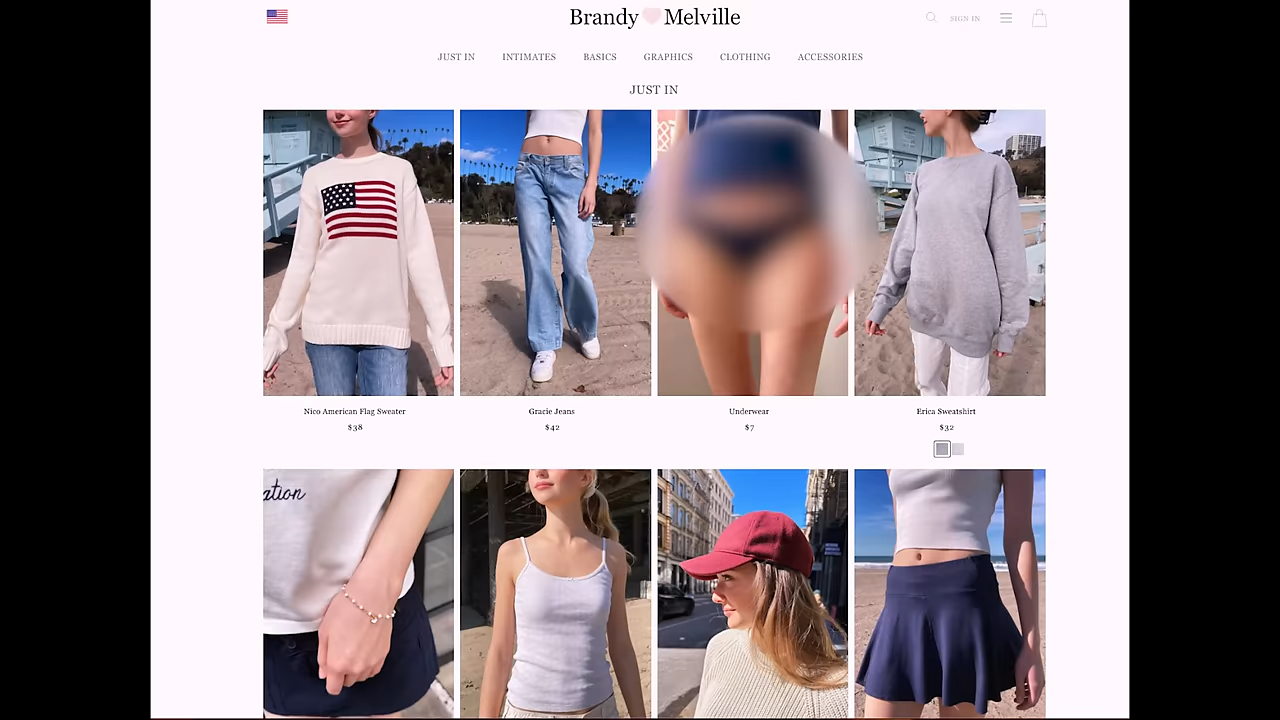 Brandy Melville
SIGN IN
JUST IN INTIMATES BASICS GRAPHICS CLOTHING ACCESSORIES
JUST IN
Nico American Flag Sweater
$38
Gracie Jeans
$42
Underwear
$7
Erica Sweatshirt
$32
ation